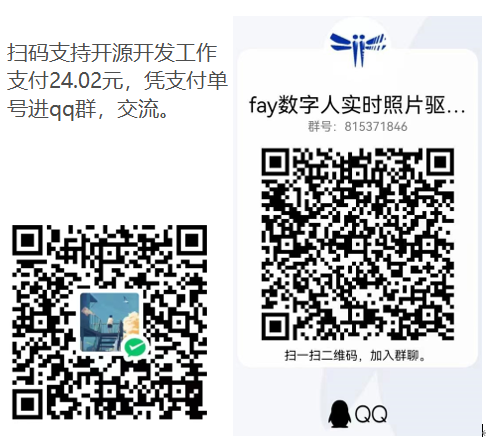 扫码支持开源开发工作
支付24.02元，凭支付单
号进qq群，交流。
fay数字人实时照片驱...
群号：815371846
扫一扫二维码，加入群聊。
QQ